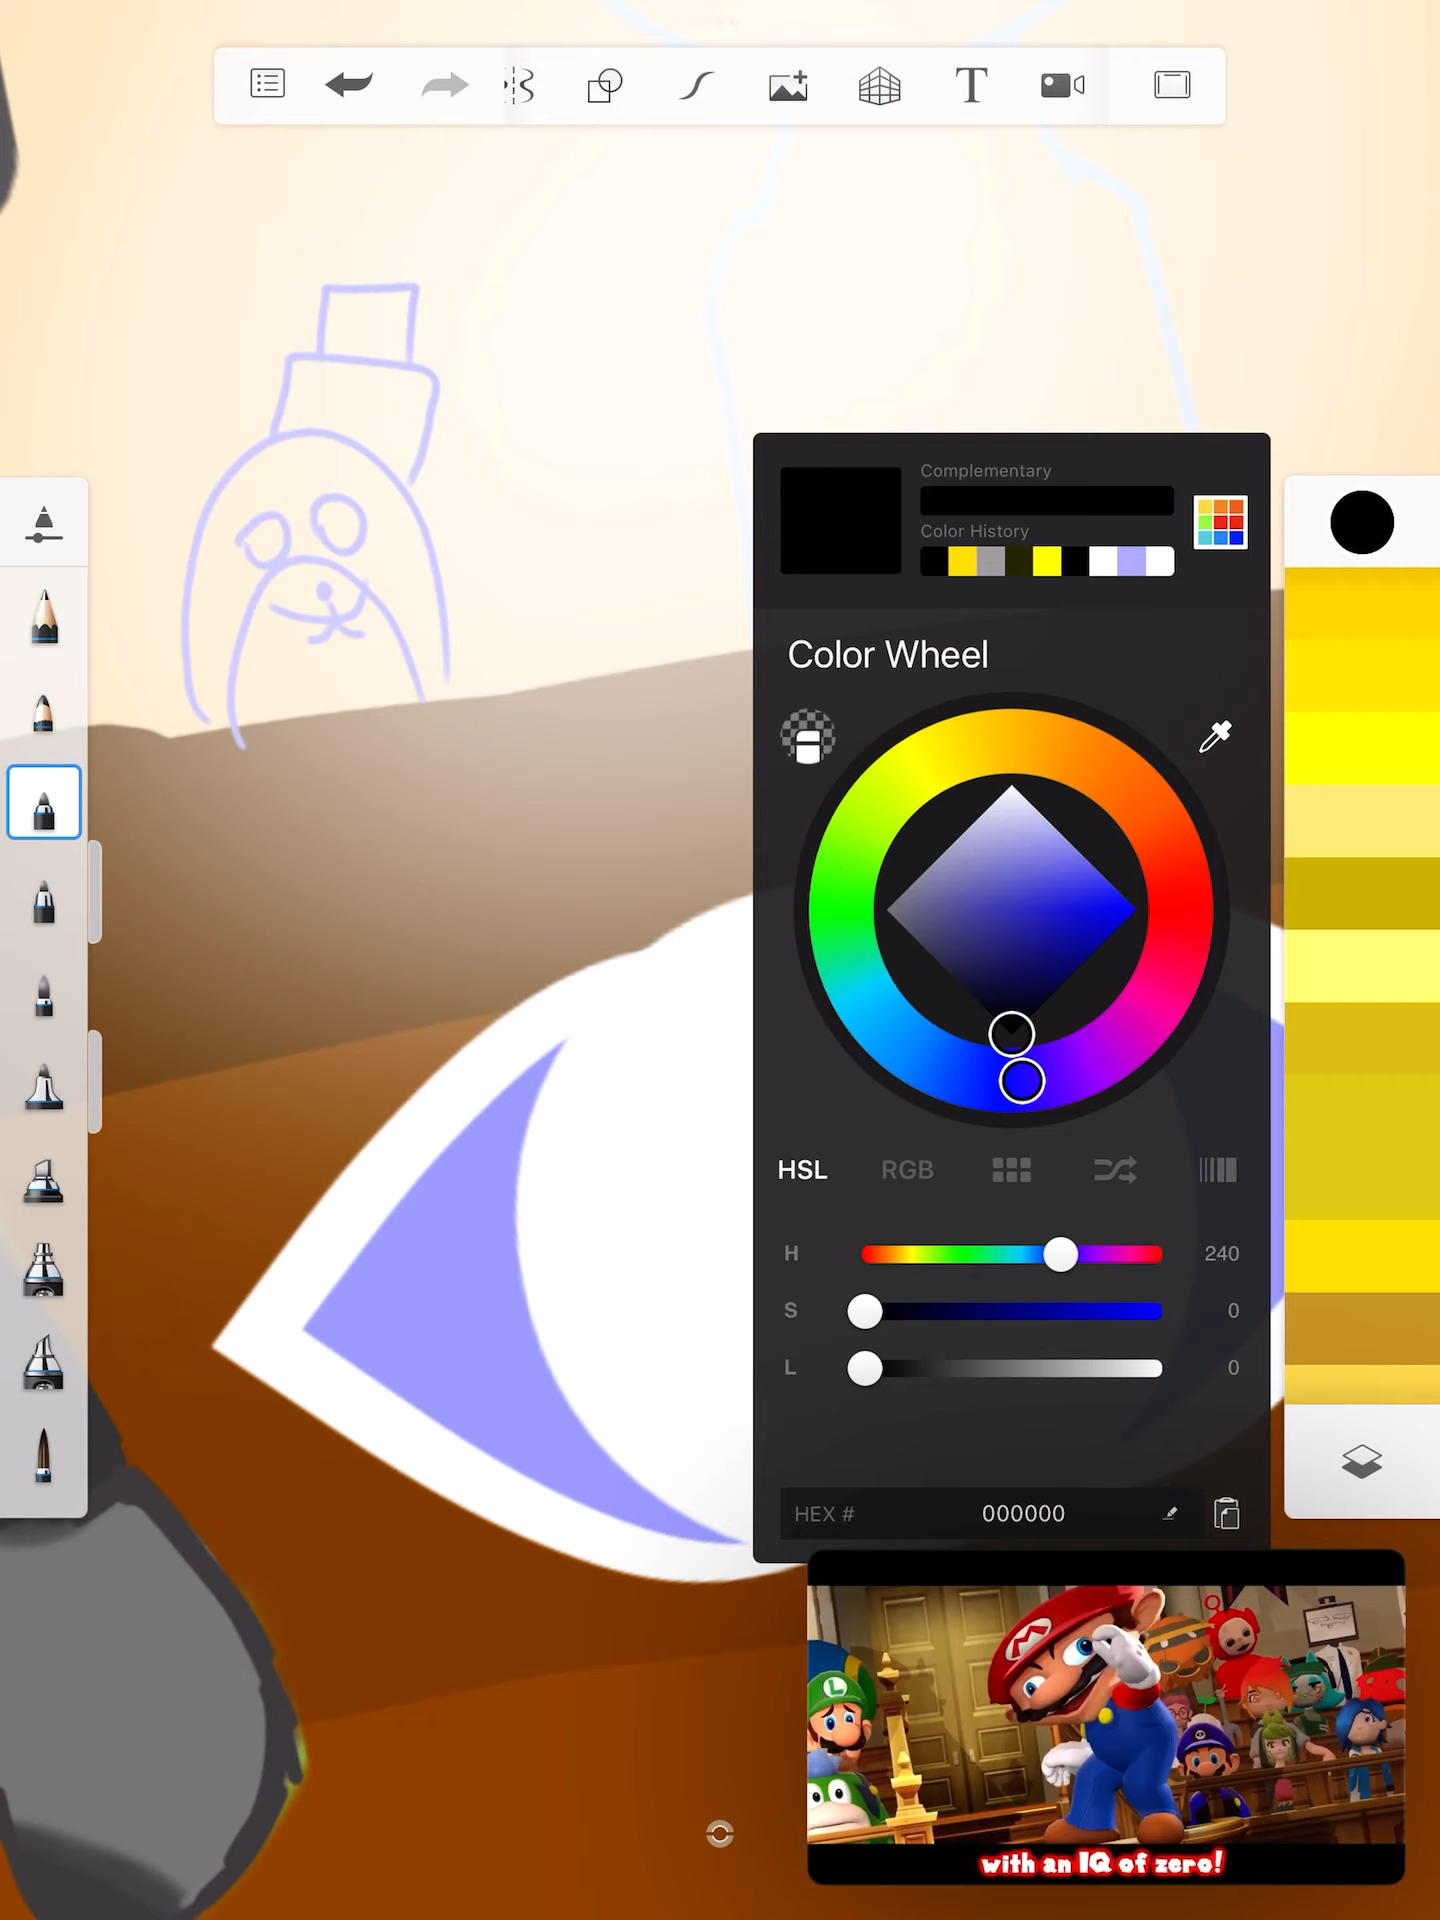 T
Complementary
Color History
Color Wheel
HSL RGB
H 240
S 0
L 0
HEX # 000000
M
L
with an IQ of zero!